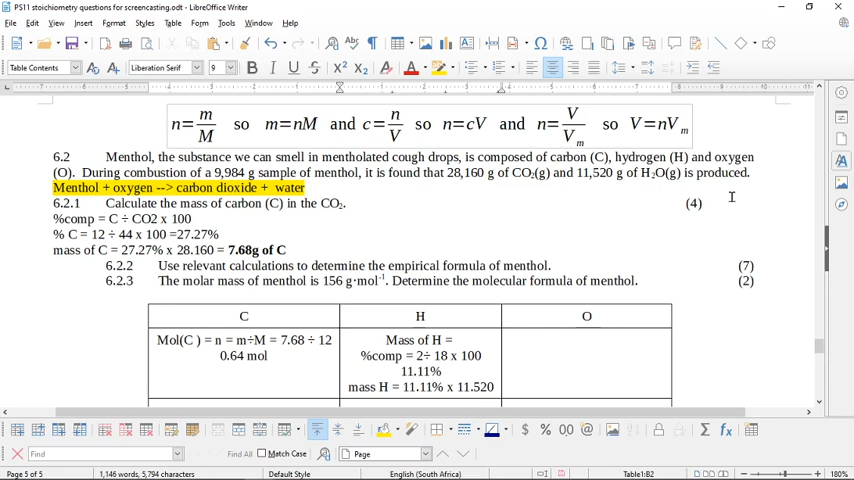 PS11 stoichiometry questions for screencasting.odt - LibreOffice Writer
File Edit View Insert Format Styles Table Form Tools Window Help
Table Contents Liberation Serif 9
n= m/M so m=nM and c= n/V so n=cV and n= V/Vm so V=nVm
6.2 Menthol, the substance we can smell in mentholated cough drops, is composed of carbon (C), hydrogen (H) and oxygen
(O). During combustion of a 9,984 g sample of menthol, it is found that 28,160 g of CO₂(g) and 11,520 g of H₂O(g) is produced.
Menthol + oxygen --> carbon dioxide + water
6.2.1 Calculate the mass of carbon (C) in the CO₂. (4)
%comp = C ÷ CO2 x 100
% C = 12 ÷ 44 x 100 =27.27%
mass of C = 27.27% x 28.160 = 7.68g of C
6.2.2 Use relevant calculations to determine the empirical formula of menthol. (7)
6.2.3 The molar mass of menthol is 156 g·mol⁻¹. Determine the molecular formula of menthol. (2)
C H O
Mol(C ) = n = m÷M = 7.68 ÷ 12
0.64 mol
Mass of H =
%comp = 2÷ 18 x 100
11.11%
mass H = 11.11% x 11.520
Find Find All Match Case Page
Page 5 of 5 1,146 words, 5,794 characters Default Style English (South Africa) Table1:B2 180%